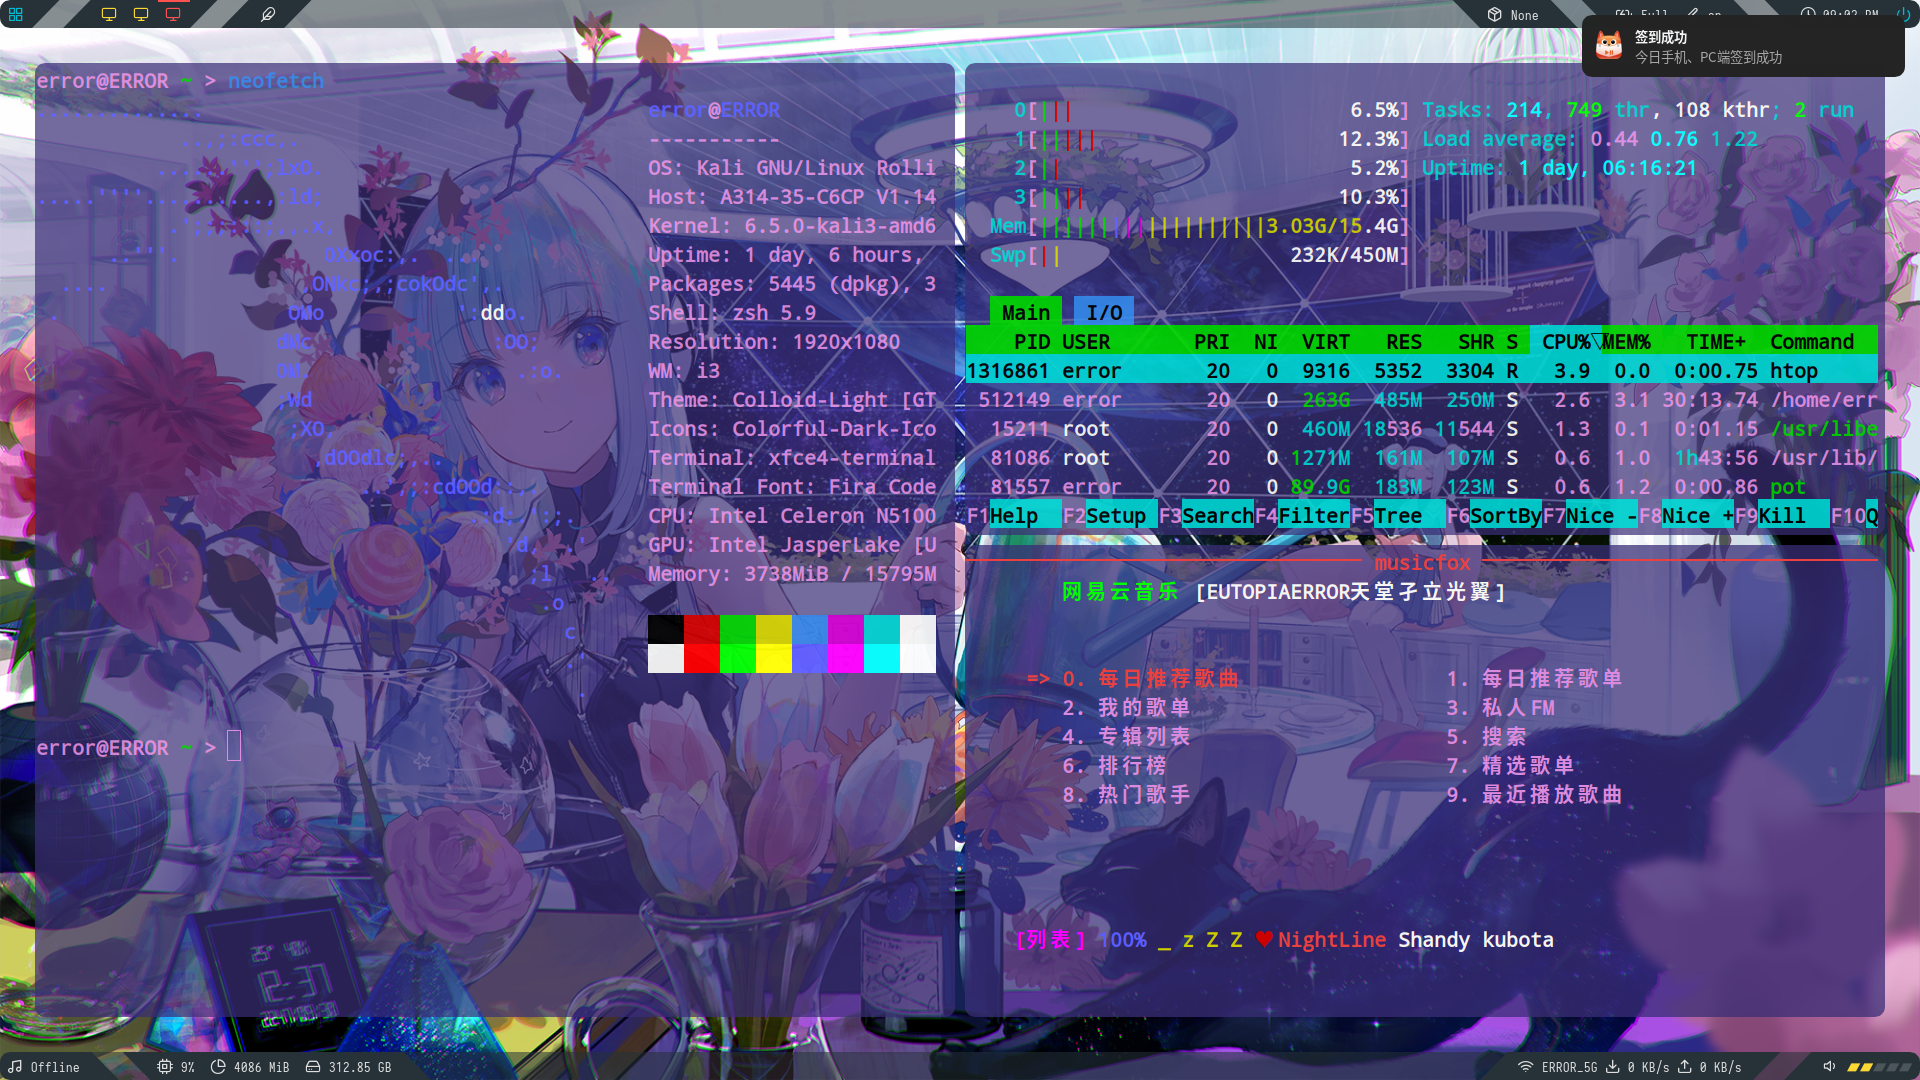 None
Full
09:02 PM
签到成功
今日手机、PC端签到成功
error@ERROR ~ > neofetch
error@ERROR
-----------
OS: Kali GNU/Linux Rolli
Host: A314-35-C6CP V1.14
Kernel: 6.5.0-kali3-amd6
Uptime: 1 day, 6 hours,
Packages: 5445 (dpkg), 3
Shell: zsh 5.9
Resolution: 1920x1080
WM: i3
Theme: Colloid-Light [GT
Icons: Colorful-Dark-Ico
Terminal: xfce4-terminal
Terminal Font: Fira Code
CPU: Intel Celeron N5100
GPU: Intel JasperLake [U
Memory: 3738MiB / 15795M
error@ERROR ~ >
0[||| 6.5%] Tasks: 214, 749 thr, 108 kthr; 2 run
1[||||| 12.3%] Load average: 0.44 0.76 1.22
2[|| 5.2%] Uptime: 1 day, 06:16:21
3[|||| 10.3%]
Mem[|||||||||||||||||||3.03G/15.4G]
Swp[|| 232K/450M]
Main I/O
PID USER PRI NI VIRT RES SHR S CPU%▽MEM% TIME+ Command
1316861 error 20 0 9316 5352 3304 R 3.9 0.0 0:00.75 htop
512149 error 20 0 263G 485M 250M S 2.6 3.1 30:13.74 /home/err
15211 root 20 0 460M 18536 11544 S 1.3 0.1 0:01.15 /usr/libe
81086 root 20 0 1271M 161M 107M S 0.6 1.0 1h43:56 /usr/lib/
81557 error 20 0 89.9G 183M 123M S 0.6 1.2 0:00.86 pot
F1Help F2Setup F3SearchF4FilterF5Tree F6SortByF7Nice -F8Nice +F9Kill F10Q
musicfox
网易云音乐 [EUTOPIAERROR天堂孑立光翼]
=> 0. 每日推荐歌曲 1. 每日推荐歌单
2. 我的歌单 3. 私人FM
4. 专辑列表 5. 搜索
6. 排行榜 7. 精选歌单
8. 热门歌手 9. 最近播放歌曲
[列表] 100% _ z Z Z ♥ NightLine Shandy kubota
Offline 9% 4086 MiB 312.85 GB
ERROR_5G 0 KB/s 0 KB/s